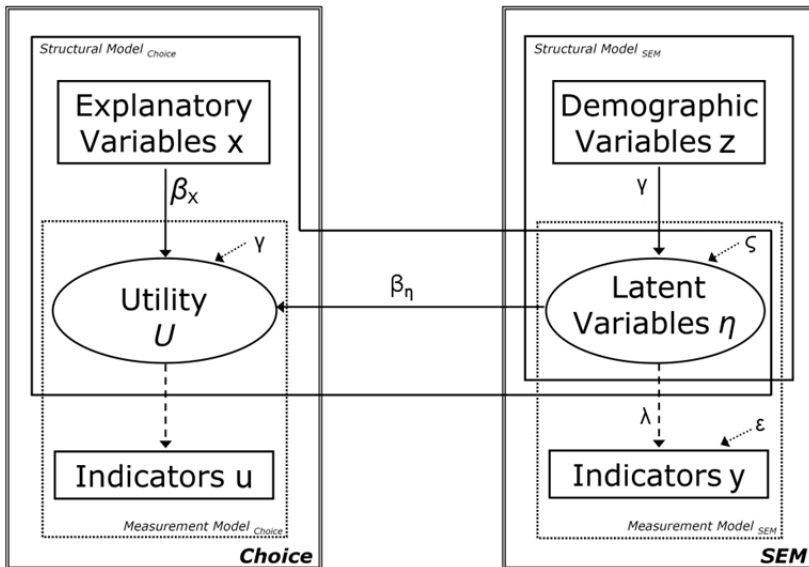 Structural Model Choice
Explanatory
Variables x
βx
γ
Utility
U
Indicators u
Measurement Model Choice
Choice
βη
Structural Model SEM
Demographic
Variables z
γ
ς
Latent
Variables η
λ
ε
Indicators y
Measurement Model SEM
SEM